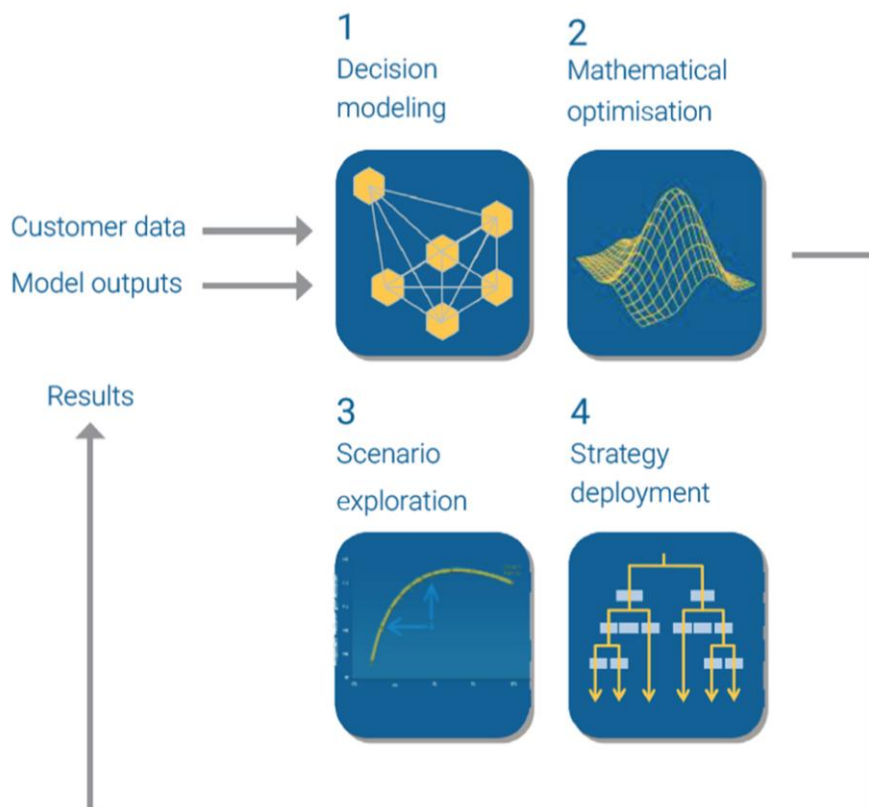 1
Decision
modeling
2
Mathematical
optimisation
Customer data
Model outputs
Results
3
Scenario
exploration
4
Strategy
deployment